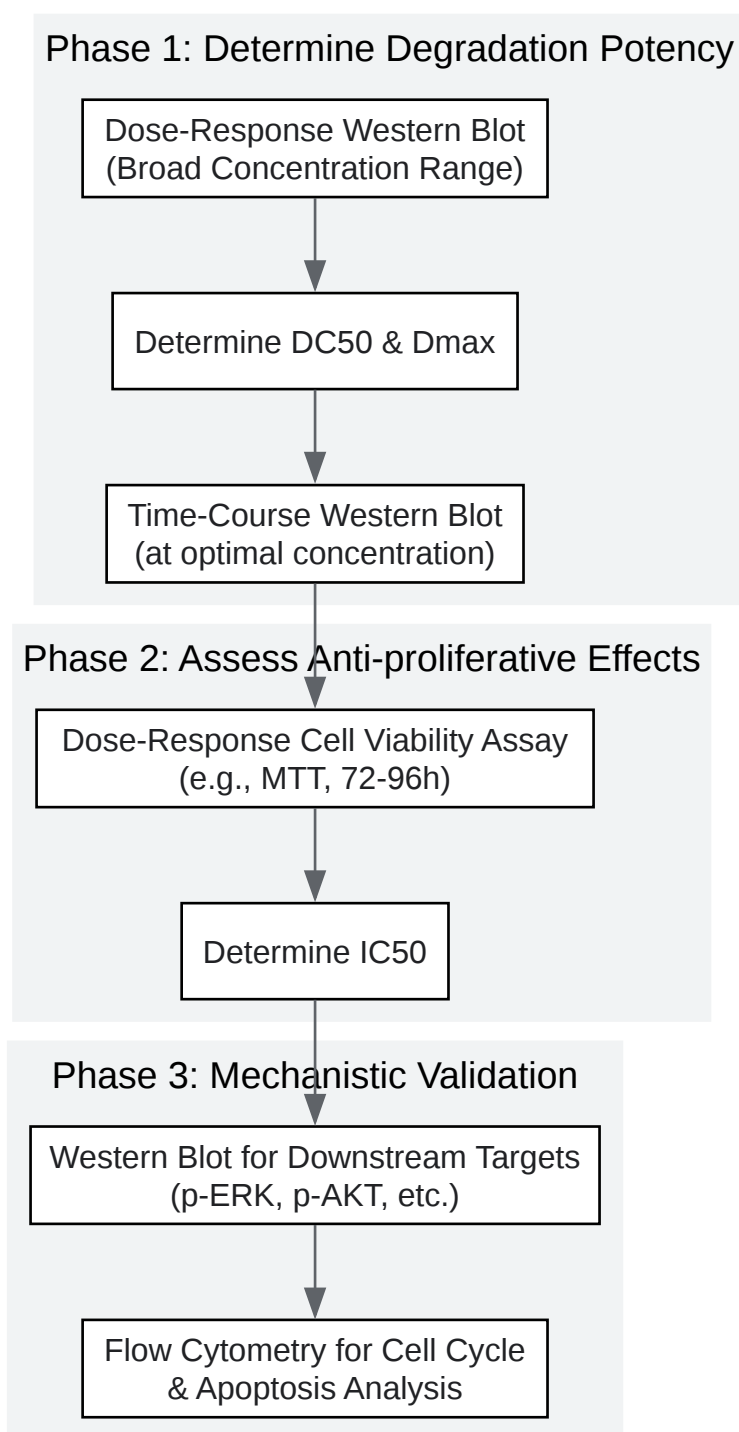 Phase 1: Determine Degradation Potency
Dose-Response Western Blot
(Broad Concentration Range)
Determine DC50 & Dmax
Time-Course Western Blot
(at optimal concentration)
Phase 2: Assess Anti-proliferative Effects
Dose-Response Cell Viability Assay
(e.g., MTT, 72-96h)
Determine IC50
Phase 3: Mechanistic Validation
Western Blot for Downstream Targets
(p-ERK, p-AKT, etc.)
Flow Cytometry for Cell Cycle
& Apoptosis Analysis